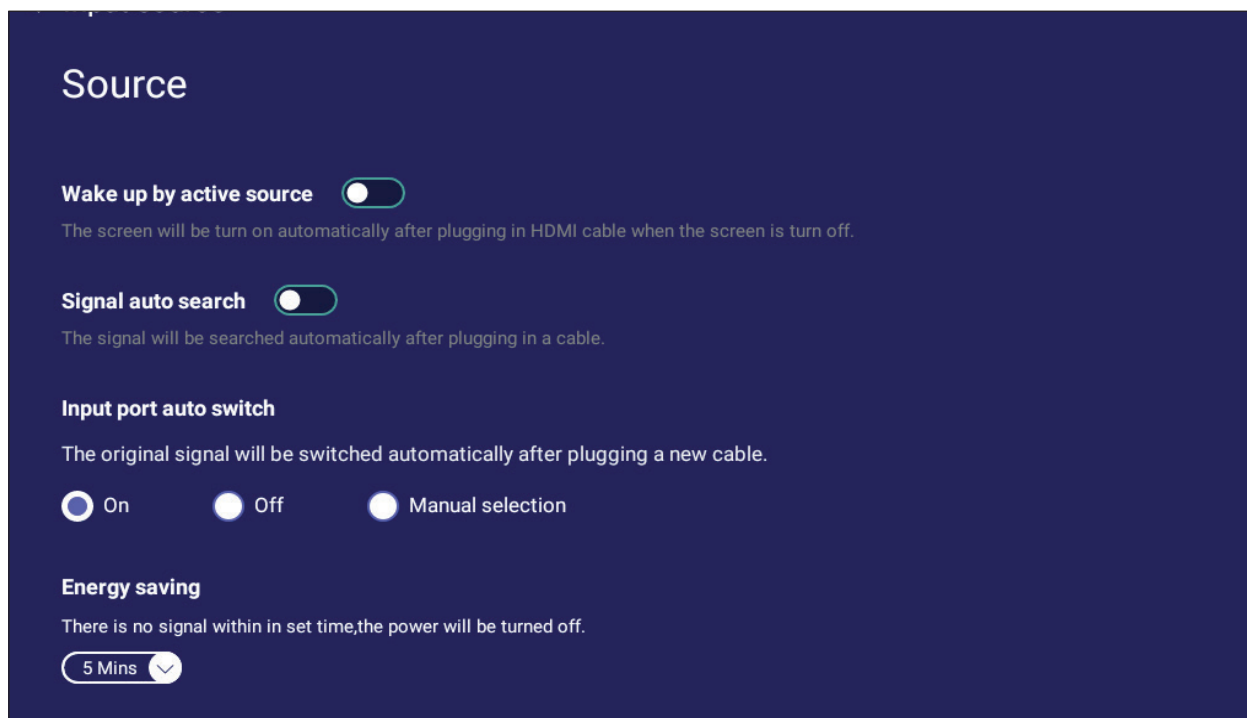 Source
Wake up by active source
The screen will be turn on automatically after plugging in HDMI cable when the screen is turn off.
Signal auto search
The signal will be searched automatically after plugging in a cable.
Input port auto switch
The original signal will be switched automatically after plugging a new cable.
On Off Manual selection
Energy saving
There is no signal within in set time,the power will be turned off.
5 Mins